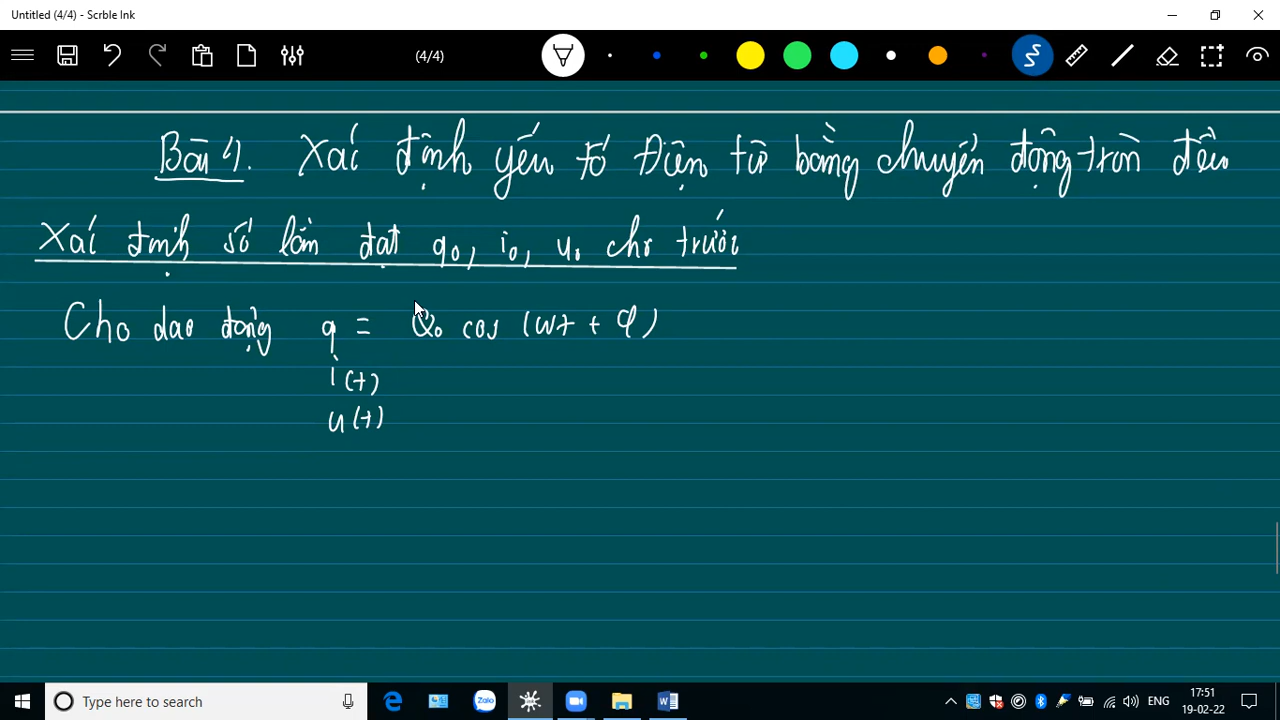 Untitled (4/4) - Scrble Ink
(4/4)
Bài 4. Xác định yếu tố Điện từ bằng chuyển động tròn đều
Xác định số lần đạt q₀, i₀, u₀ cho trước
Cho dao động q = Q₀ cos (ωt + φ)
i(t)
u(t)
Type here to search
Zalo
ENG
17:51
19-02-22